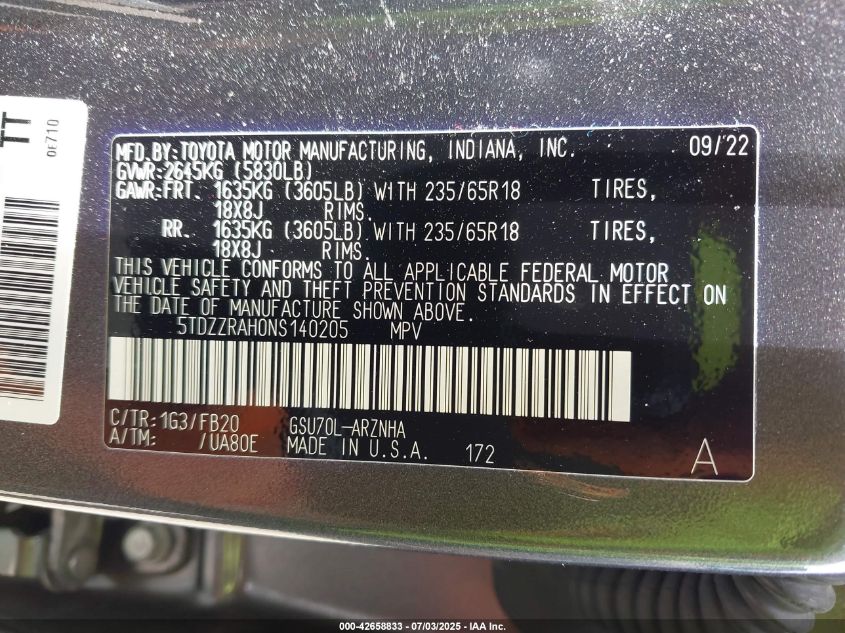 TT
0E710
MFD.BY:TOYOTA MOTOR MANUFACTURING, INDIANA, INC. 09/22
GVWR:2645KG (5830LB)
GAWR:FRT. 1635KG (3605LB) WITH 235/65R18 TIRES,
18X8J RIMS.
RR. 1635KG (3605LB) WITH 235/65R18 TIRES,
18X8J RIMS.
THIS VEHICLE CONFORMS TO ALL APPLICABLE FEDERAL MOTOR
VEHICLE SAFETY AND THEFT PREVENTION STANDARDS IN EFFECT ON
THE DATE OF MANUFACTURE SHOWN ABOVE.
5TDZZRAH0NS140205 MPV
C/TR:1G3/FB20 GSU70L-ARZNHA
A/TM: /UA80E MADE IN U.S.A. 172 A
000-42658833 - 07/03/2025 - IAA Inc.